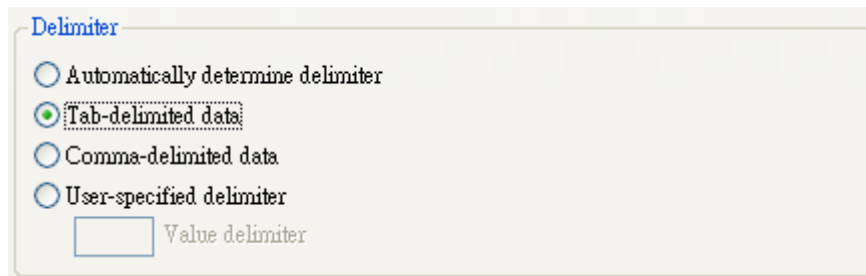 Delimiter
Automatically determine delimiter
Tab-delimited data
Comma-delimited data
User-specified delimiter
Value delimiter